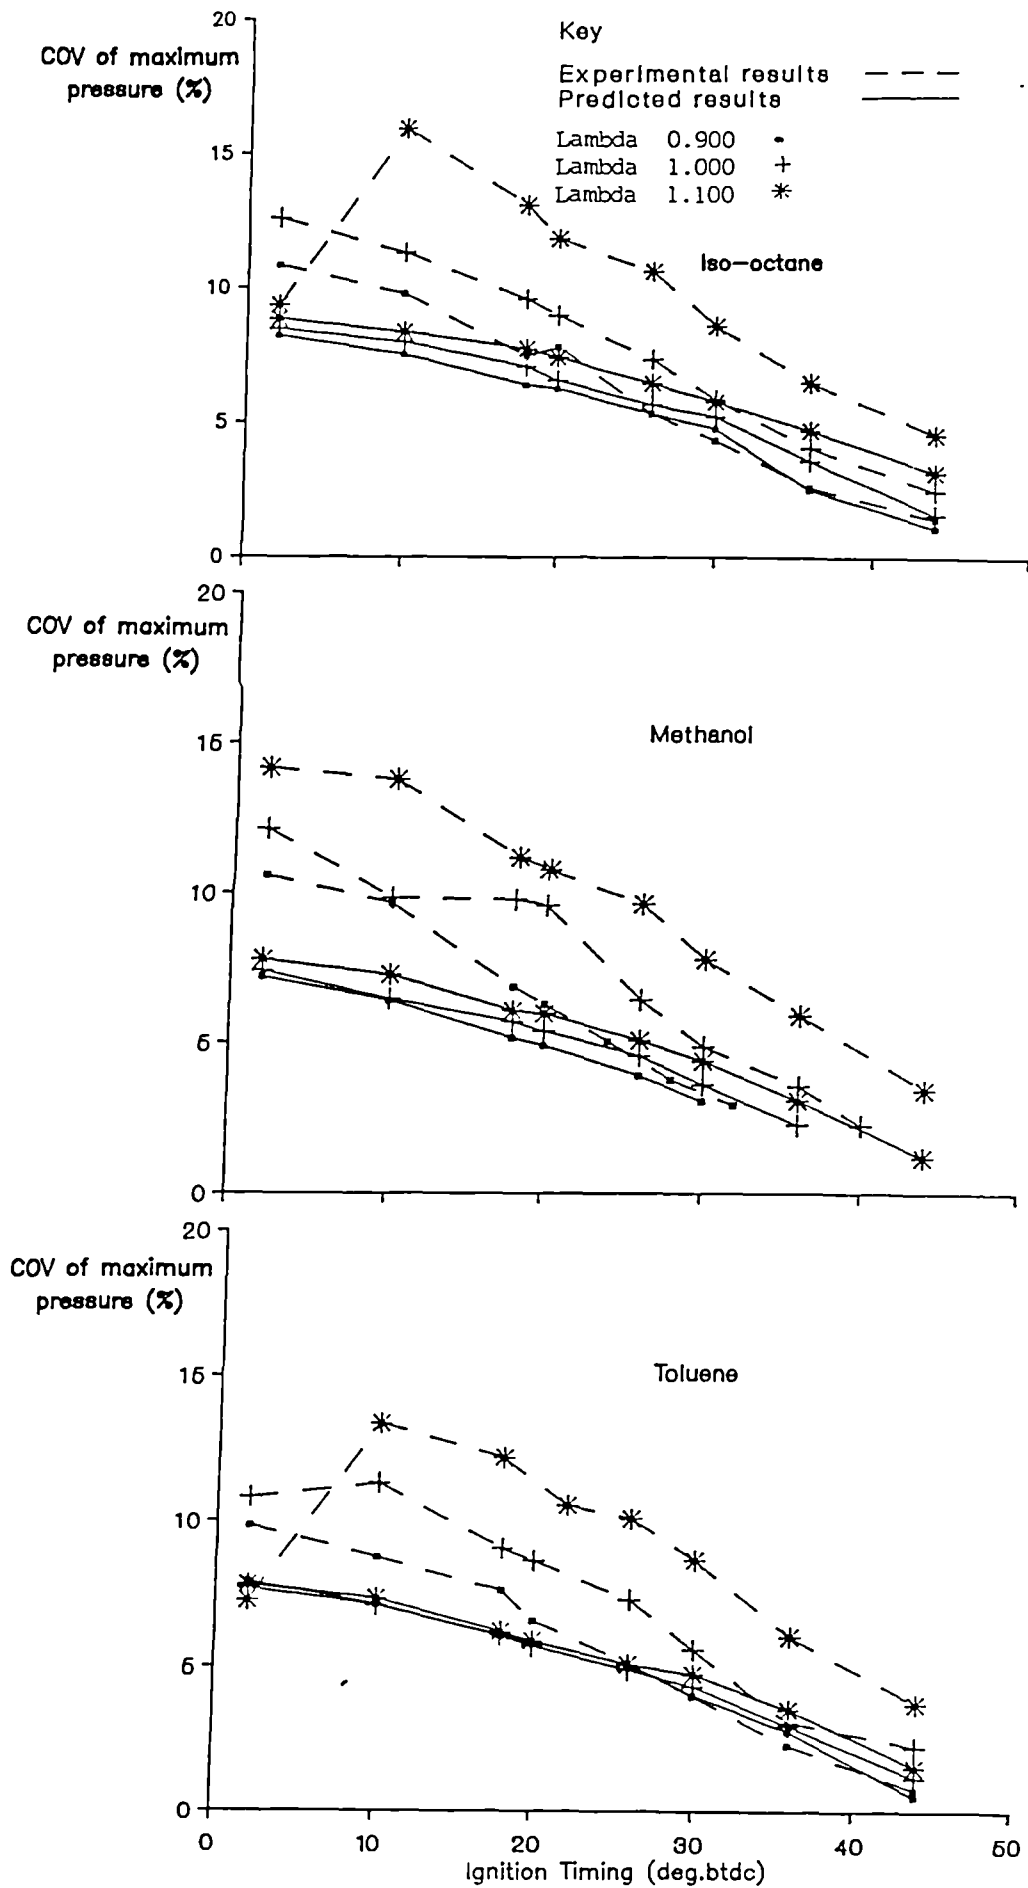 20
COV of maximum
pressure (%)
Key
Experimental results
Predicted results
Lambda 0.900
Lambda 1.000
Lambda 1.100
15
Iso-octane
10
5
0
20
COV of maximum
pressure (%)
15
Methanol
10
5
0
20
COV of maximum
pressure (%)
15
Toluene
10
5
0
0 10 20 30 40 50
Ignition Timing (deg.btdc)